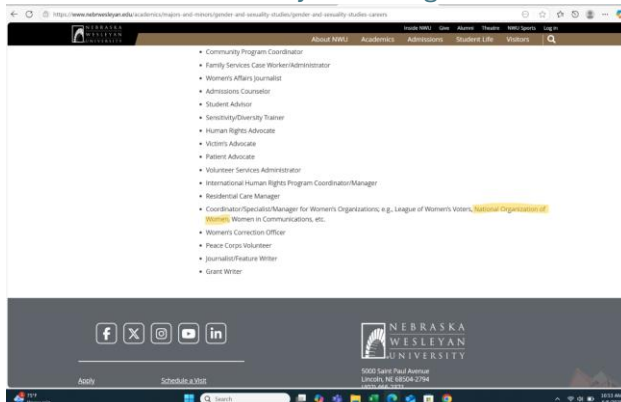 https://www.nebrwesleyan.edu/academics/majors-and-minors/gender-and-sexuality-studies/gender-and-sexuality-studies-careers
Inside NWU Give Alumni Theatre NWU Sports Log in
NEBRASKA
WESLEYAN
UNIVERSITY
About NWU Academics Admissions Student Life Visitors
• Community Program Coordinator
• Family Services Case Worker/Administrator
• Women's Affairs Journalist
• Admissions Counselor
• Student Advisor
• Sensitivity/Diversity Trainer
• Human Rights Advocate
• Victim's Advocate
• Patient Advocate
• Volunteer Services Administrator
• International Human Rights Program Coordinator/Manager
• Residential Care Manager
• Coordinator/Specialist/Manager for Women's Organizations; e.g., League of Women's Voters, National Organization of
Women, Women in Communications, etc.
• Women's Correction Officer
• Peace Corps Volunteer
• Journalist/Feature Writer
• Grant Writer
NEBRASKA
WESLEYAN
UNIVERSITY
5000 Saint Paul Avenue
Lincoln, NE 68504-2794
Apply Schedule a Visit
Search